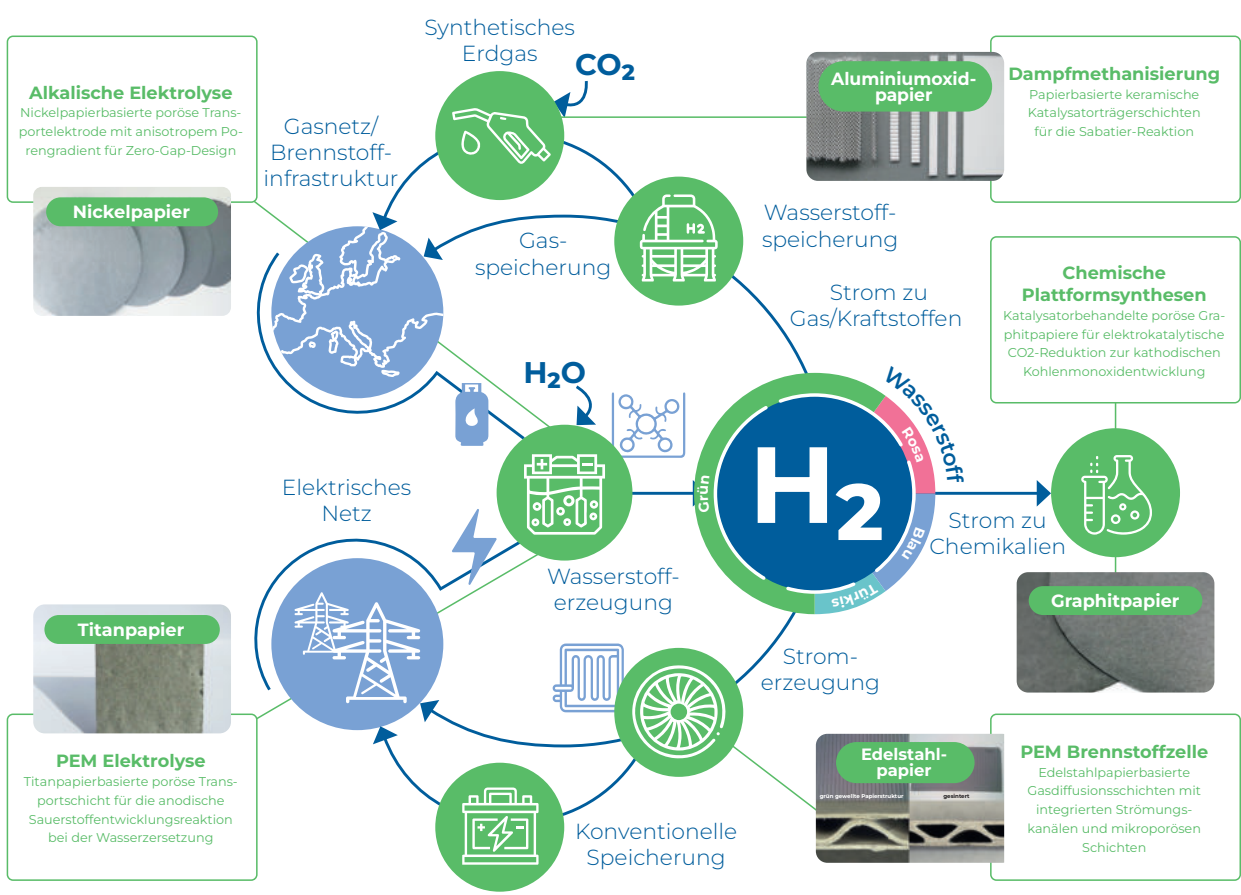 Synthetisches
Erdgas
CO₂
Alkalische Elektrolyse
Nickelpapierbasierte poröse Trans-
portelektrode mit anisotropem Po-
rengradient für Zero-Gap-Design
Nickelpapier
Gasnetz/
Brennstoff-
infrastruktur
Aluminiumoxid-
papier
Dampfmethanisierung
Papierbasierte keramische
Katalysatorträgerschichten
für die Sabatier-Reaktion
H2
Wasserstoff-
speicherung
Gas-
speicherung
Strom zu
Gas/Kraftstoffen
Chemische
Plattformsynthesen
Katalysatorbehandelte poröse Gra-
phitpapiere für elektrokatalytische
CO2-Reduktion zur kathodischen
Kohlenmonoxidentwicklung
H₂O
Wasserstoff
Grün
Rosa
Blau
Türkis
H₂
Strom zu
Chemikalien
Graphitpapier
Elektrisches
Netz
Wasserstoff-
erzeugung
Titanpapier
PEM Elektrolyse
Titanpapierbasierte poröse Trans-
portschicht für die anodische
Sauerstoffentwicklungsreaktion
bei der Wasserzersetzung
Strom-
erzeugung
Konventionelle
Speicherung
Edelstahl-
papier
grün gewellte Papierstruktur
gesintert
PEM Brennstoffzelle
Edelstahlpapierbasierte
Gasdiffusionsschichten mit
integrierten Strömungs-
kanälen und mikroporösen
Schichten